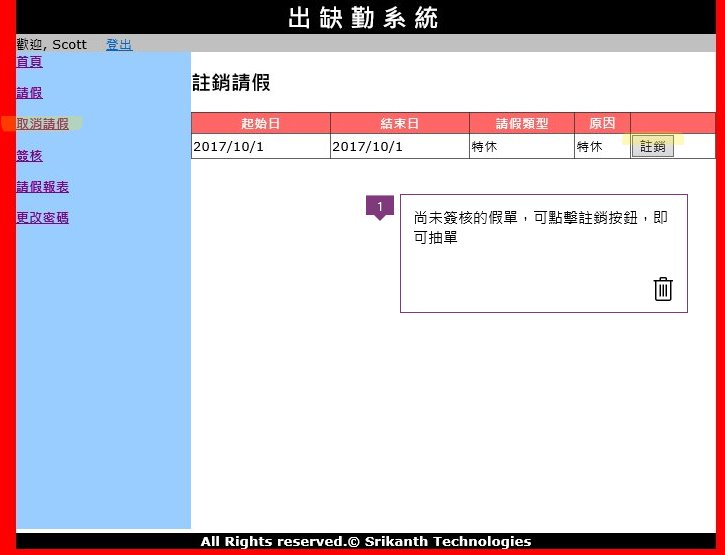 出缺勤系統
歡迎, Scott 登出
首頁
請假
取消請假
簽核
請假報表
更改密碼
註銷請假
起始日 結束日 請假類型 原因
2017/10/1 2017/10/1 特休 特休 註銷
1
尚未簽核的假單，可點擊註銷按鈕，即
可抽單
All Rights reserved.© Srikanth Technologies